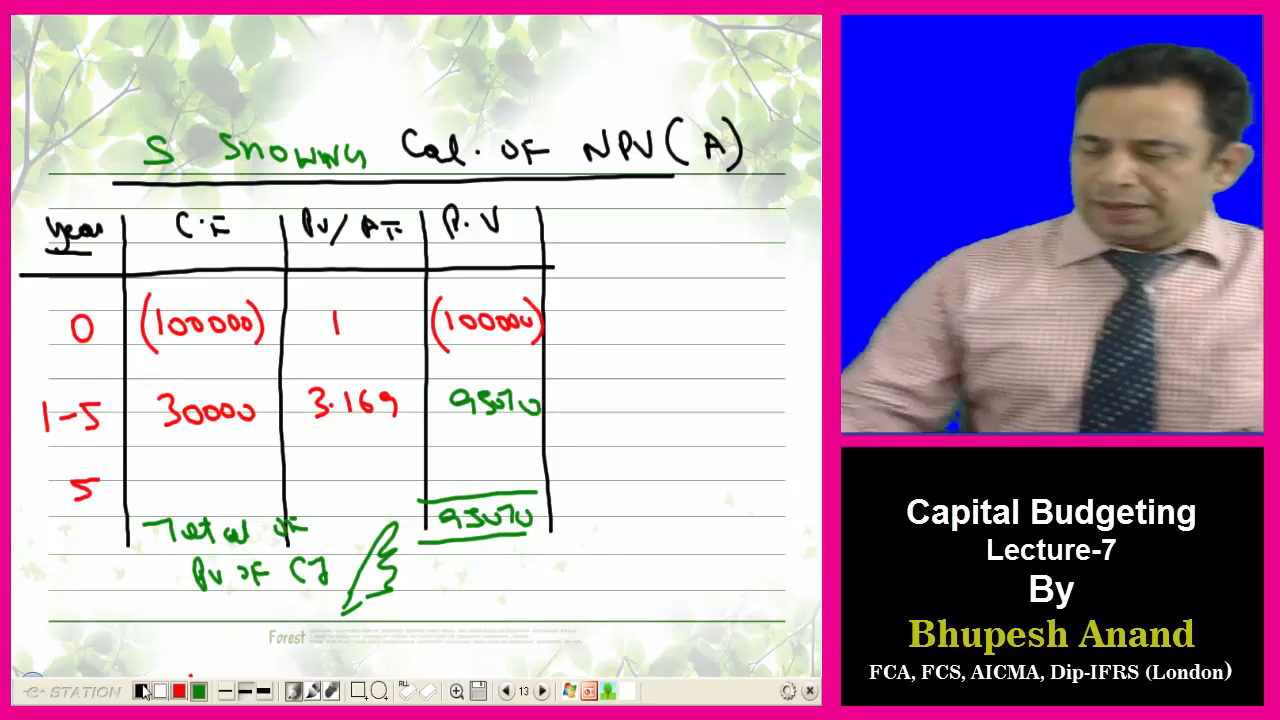 S SHOWING Cal. OF NPV (A)
Year C.F PV/AF P.V
0 (100000) 1 (100000)
1-5 30000 3.169 95070
5
Total of 95070
PV of CI
Forest
C-STATION 13
Capital Budgeting
Lecture-7
By
Bhupesh Anand
FCA, FCS, AICMA, Dip-IFRS (London)